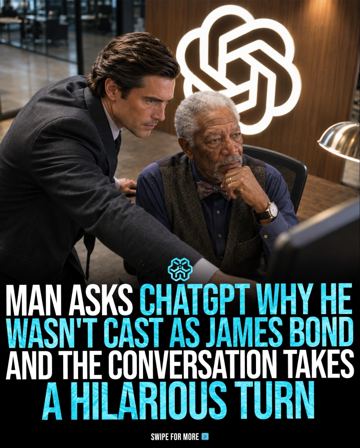 MAN ASKS CHATGPT WHY HE
WASN'T CAST AS JAMES BOND
AND THE CONVERSATION TAKES
A HILARIOUS TURN
SWIPE FOR MORE